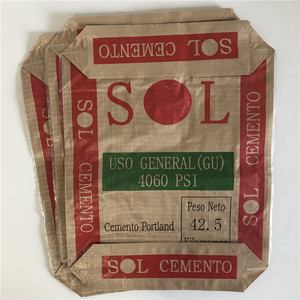 SOL CEMENTO
SOL
USO GENERAL(GU)
4060 PSI
Peso Neto
Cemento Portland
42.5
Kilogramos
SOL CEMENTO
SOL CEMENTO
SOL CEMENTO